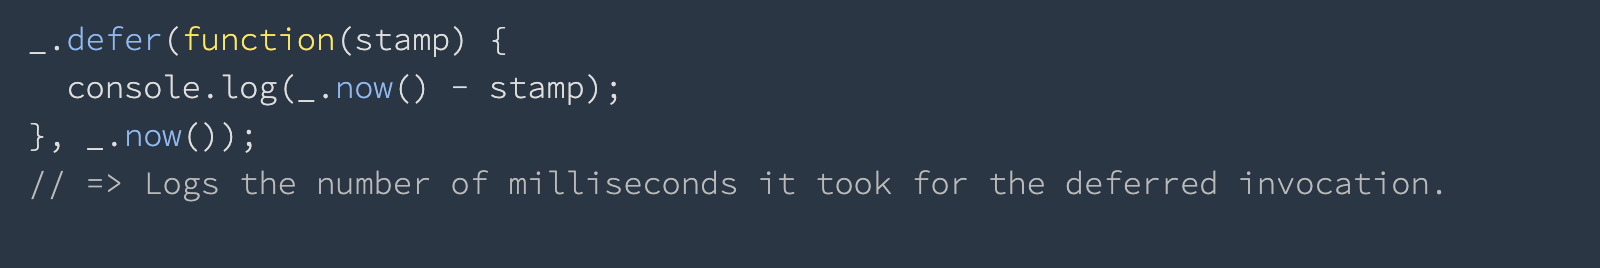 _.defer(function(stamp) {
  console.log(_.now() - stamp);
}, _.now());
// => Logs the number of milliseconds it took for the deferred invocation.